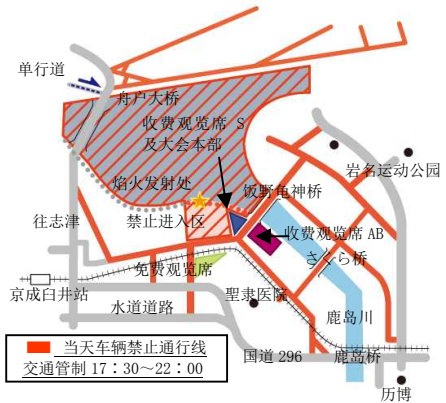 单行道
舟户大桥
收费观览席 S
及大会本部
岩名运动公园
焰火发射处
饭野龟神桥
往志津
禁止进入区
收费观览席 AB
さくら桥
免费观览席
京成臼井站
水道道路
聖隶医院
鹿岛川
当天车辆禁止通行线
交通管制 17：30～22：00
国道 296
鹿岛桥
历博